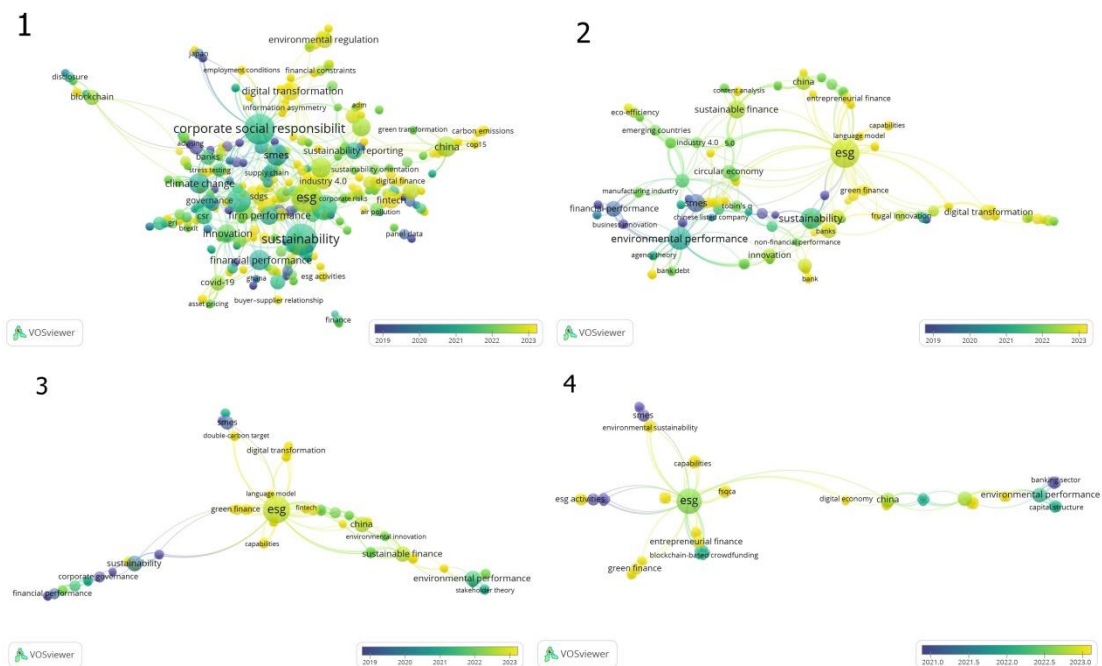 1
japan
environmental regulation
employment conditions
financial constraints
disclosure
blockchain
digital transformation
information asymmetry
adm
corporate social responsibilit
green transformation
carbon emissions
cop15
china
advising
banks
smes
sustainability reporting
stress testing
supply chain
sustainability orientation
climate change
industry 4.0
digital finance
governance
sdgs
esg
corporate risks
fintech
csr
firm performance
air pollution
gri
brexit
innovation
sustainability
panel data
financial performance
covid-19
ghana
esg activities
asset pricing
buyer–supplier relationship
finance
VOSviewer
2019 2020 2021 2022 2023
2
china
content analysis
entrepreneurial finance
eco-efficiency
sustainable finance
capabilities
emerging countries
language model
industry 4.0
5.0
esg
circular economy
manufacturing industry
green finance
smes
tobin's q
financial performance
chinese listed company
sustainability
frugal innovation
digital transformation
business innovation
banks
environmental performance
non-financial performance
agency theory
innovation
bank debt
bank
VOSviewer
2019 2020 2021 2022 2023
3
smes
double-carbon target
digital transformation
language model
green finance
esg
fintech
china
environmental innovation
capabilities
sustainable finance
sustainability
corporate governance
environmental performance
financial performance
stakeholder theory
VOSviewer
2019 2020 2021 2022 2023
4
smes
environmental sustainability
capabilities
banking sector
esg activities
esg
fsqca
digital economy
china
environmental performance
capital structure
entrepreneurial finance
blockchain-based crowdfunding
green finance
VOSviewer
2021.0 2021.5 2022.0 2022.5 2023.0